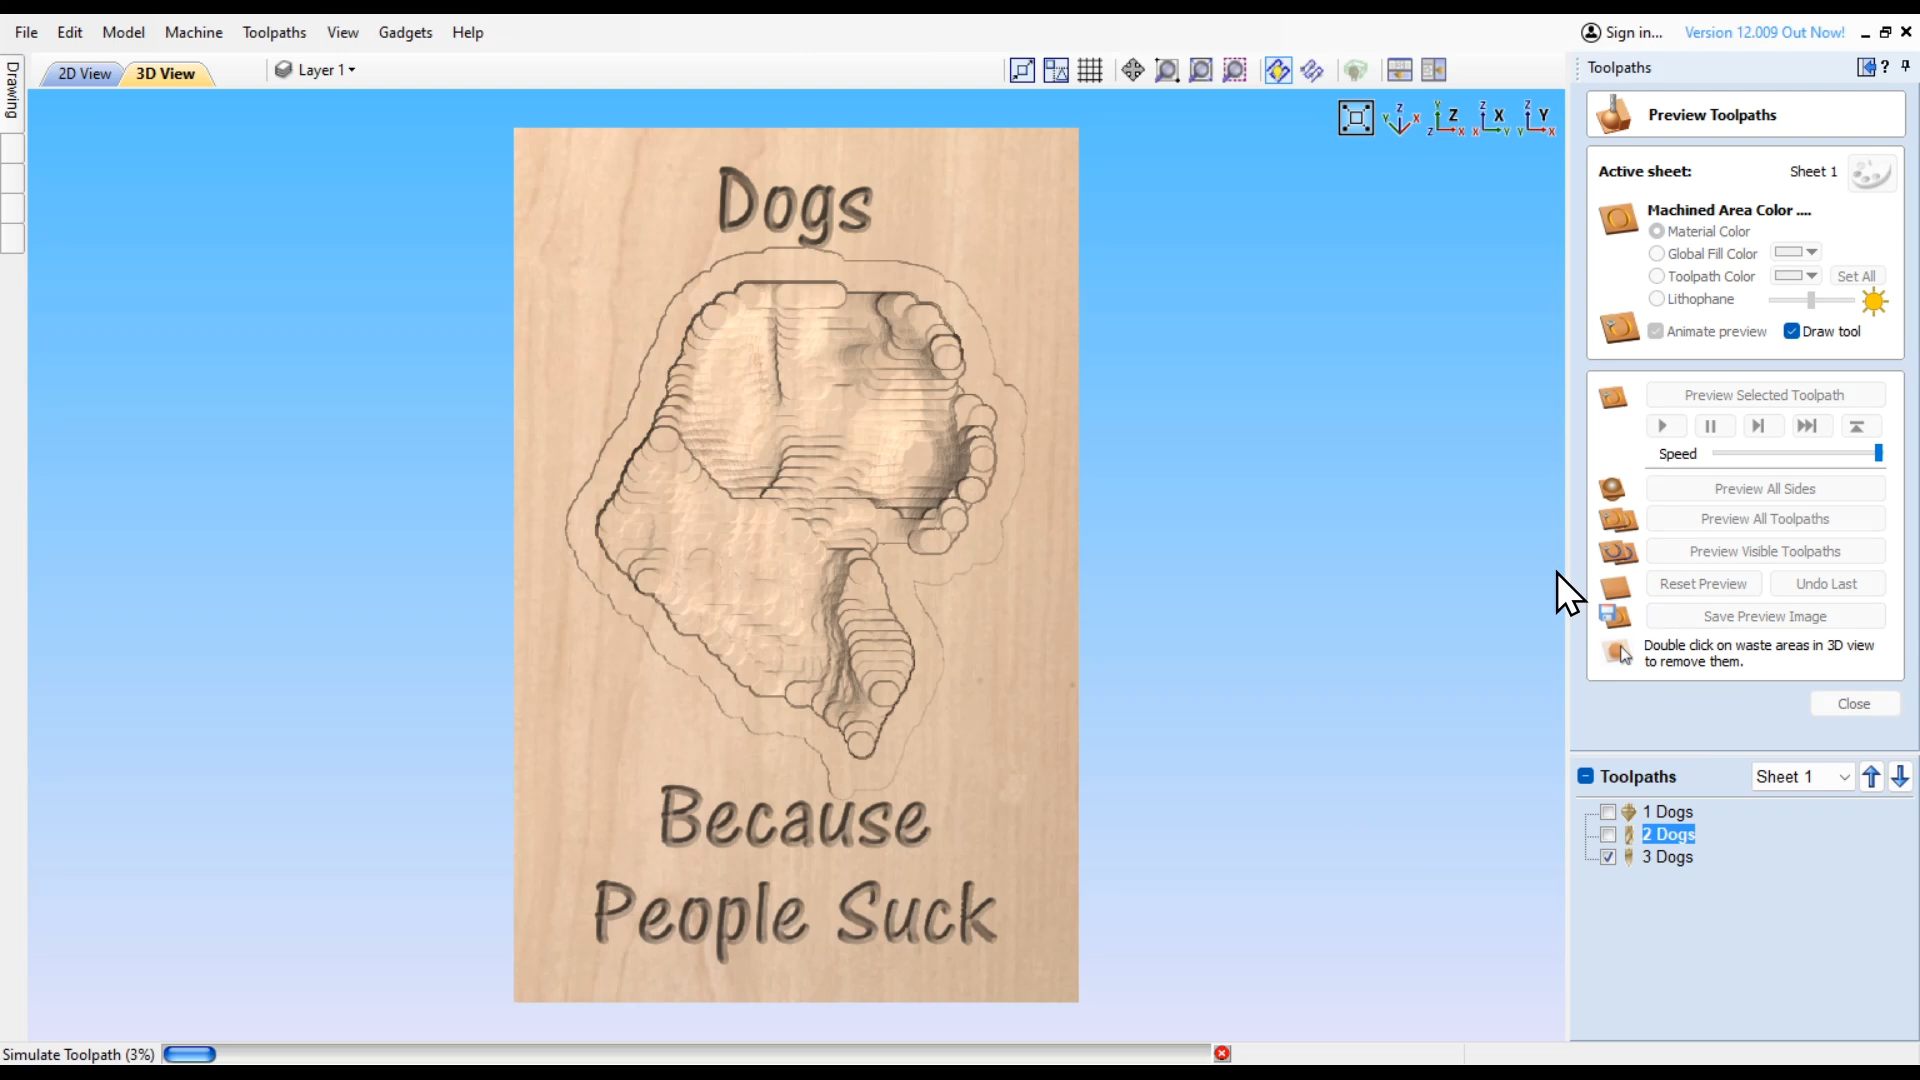 File Edit Model Machine Toolpaths View Gadgets Help
Sign in... Version 12.009 Out Now!
Drawing
2D View 3D View Layer 1
Toolpaths
Preview Toolpaths
Active sheet: Sheet 1
Machined Area Color ....
Material Color
Global Fill Color
Toolpath Color Set All
Lithophane
Animate preview Draw tool
Preview Selected Toolpath
Speed
Preview All Sides
Preview All Toolpaths
Preview Visible Toolpaths
Reset Preview Undo Last
Save Preview Image
Double click on waste areas in 3D view
to remove them.
Close
Toolpaths Sheet 1
1 Dogs
2 Dogs
3 Dogs
Dogs
Because
People Suck
Simulate Toolpath (3%)